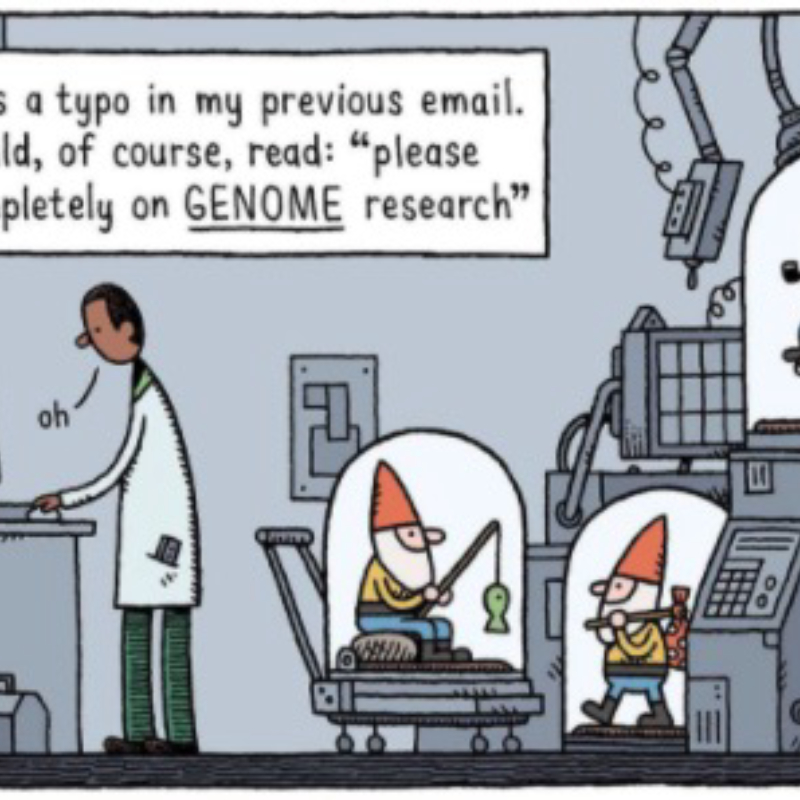 s a typo in my previous email.
ld, of course, read: “please
pletely on GENOME research”
oh